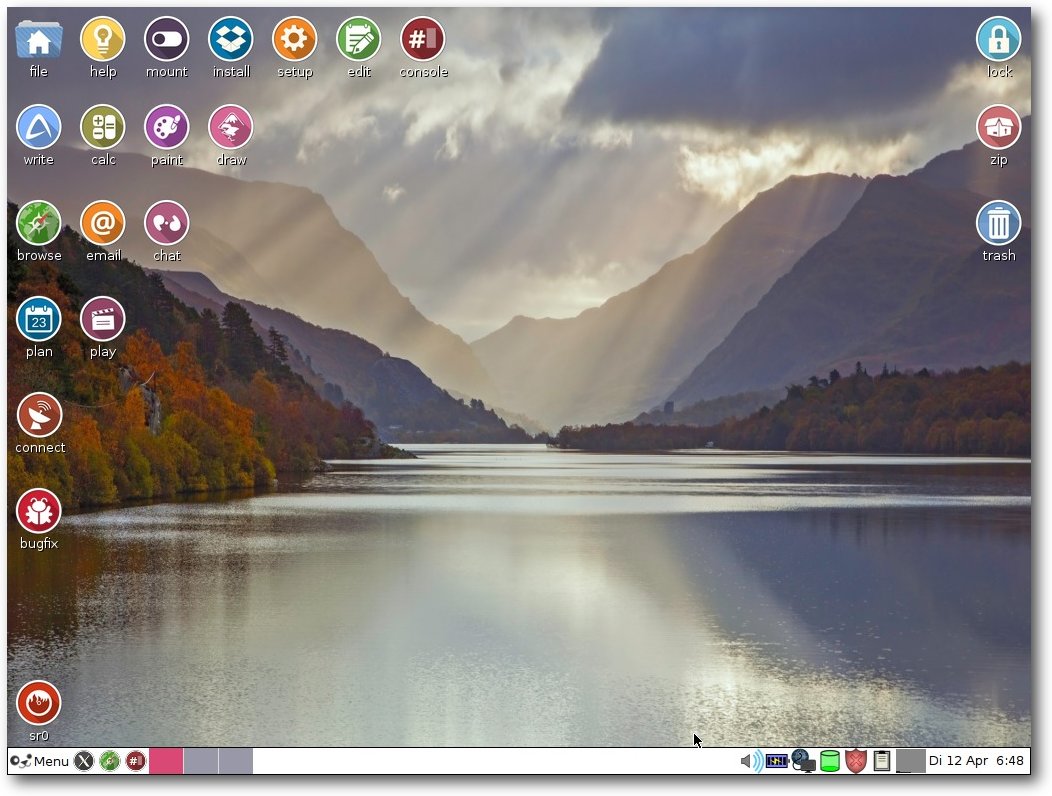 file help mount install setup edit console lock
write calc paint draw zip
browse email chat trash
23
plan play
connect
bugfix
sr0
Menu X # Di 12 Apr 6:48